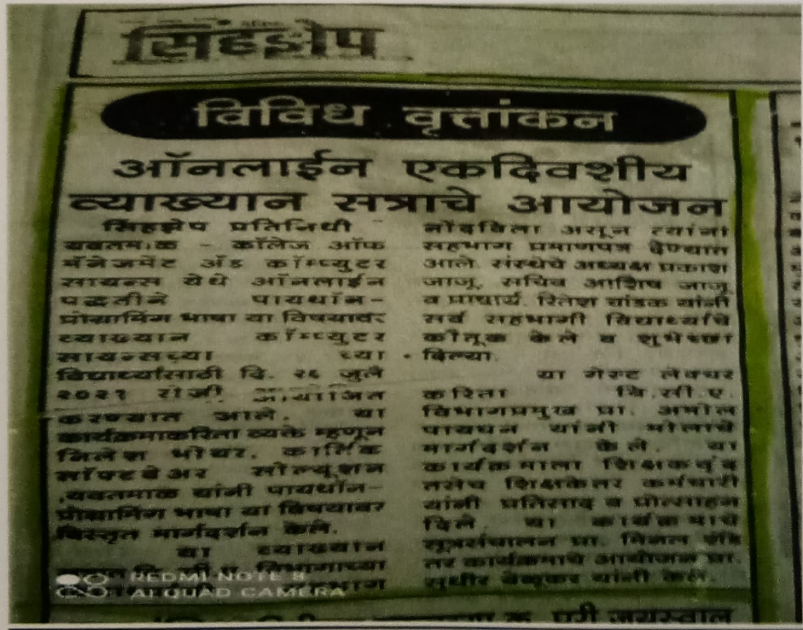 सिंहझेप
विविध वृत्तांकन
ऑनलाईन एकदिवशीय
व्याख्यान सत्राचे आयोजन
सिंहझेप प्रतिनिधी
यवतमाळ - कॉलेज ऑफ
मॅनेजमेंट अँड कॉम्प्युटर
सायन्स येथे ऑनलाईन
पद्धतीने पायथॉन-
प्रोग्रामिंग भाषा या विषयावर
व्याख्यान कॉम्प्युटर
सायन्सच्या च्या
विद्यार्थ्यांसाठी दि. २६ जुलै
२०२१ रोजी आयोजित
करण्यात आले. या
कार्यक्रमाकरिता व्यक्ते म्हणून
निलेश भोयर, कार्तिक
सॉफ्टवेअर सोल्युशन
,यवतमाळ यांनी पायथॉन-
प्रोग्रामिंग भाषा या विषयावर
विस्तृत मार्गदर्शन केले.
या व्याख्यान
विभागाच्या
नोंदविला असून त्यांना
सहभाग प्रमाणपत्र देण्यात
आले. संस्थेचे अध्यक्ष प्रकाश
जाजू, सचिव आशिष जाजू
व प्राचार्य. रितेश चांडक यांनी
सर्व सहभागी विद्यार्थ्यांचे
कौतूक केले व शुभेच्छा
दिल्या.
या गेस्ट लेक्चर
करिता बि.सी.ए.
विभागप्रमुख प्रा. अमोल
यांनी मोलाचे
मार्गदर्शन केले. या
कार्यक्रमाला शिक्षकवृंद
तसेच शिक्षकेतर कर्मचारी
यांनी प्रतिसाद व प्रोत्साहन
दिले या कार्यक्रमाचे
सूत्रसंचालन प्रा.
तर कार्यक्रमाचे आयोजन प्रा.
सुधीर यांनी केले.
REDMI NOTE 8
AI QUAD CAMERA